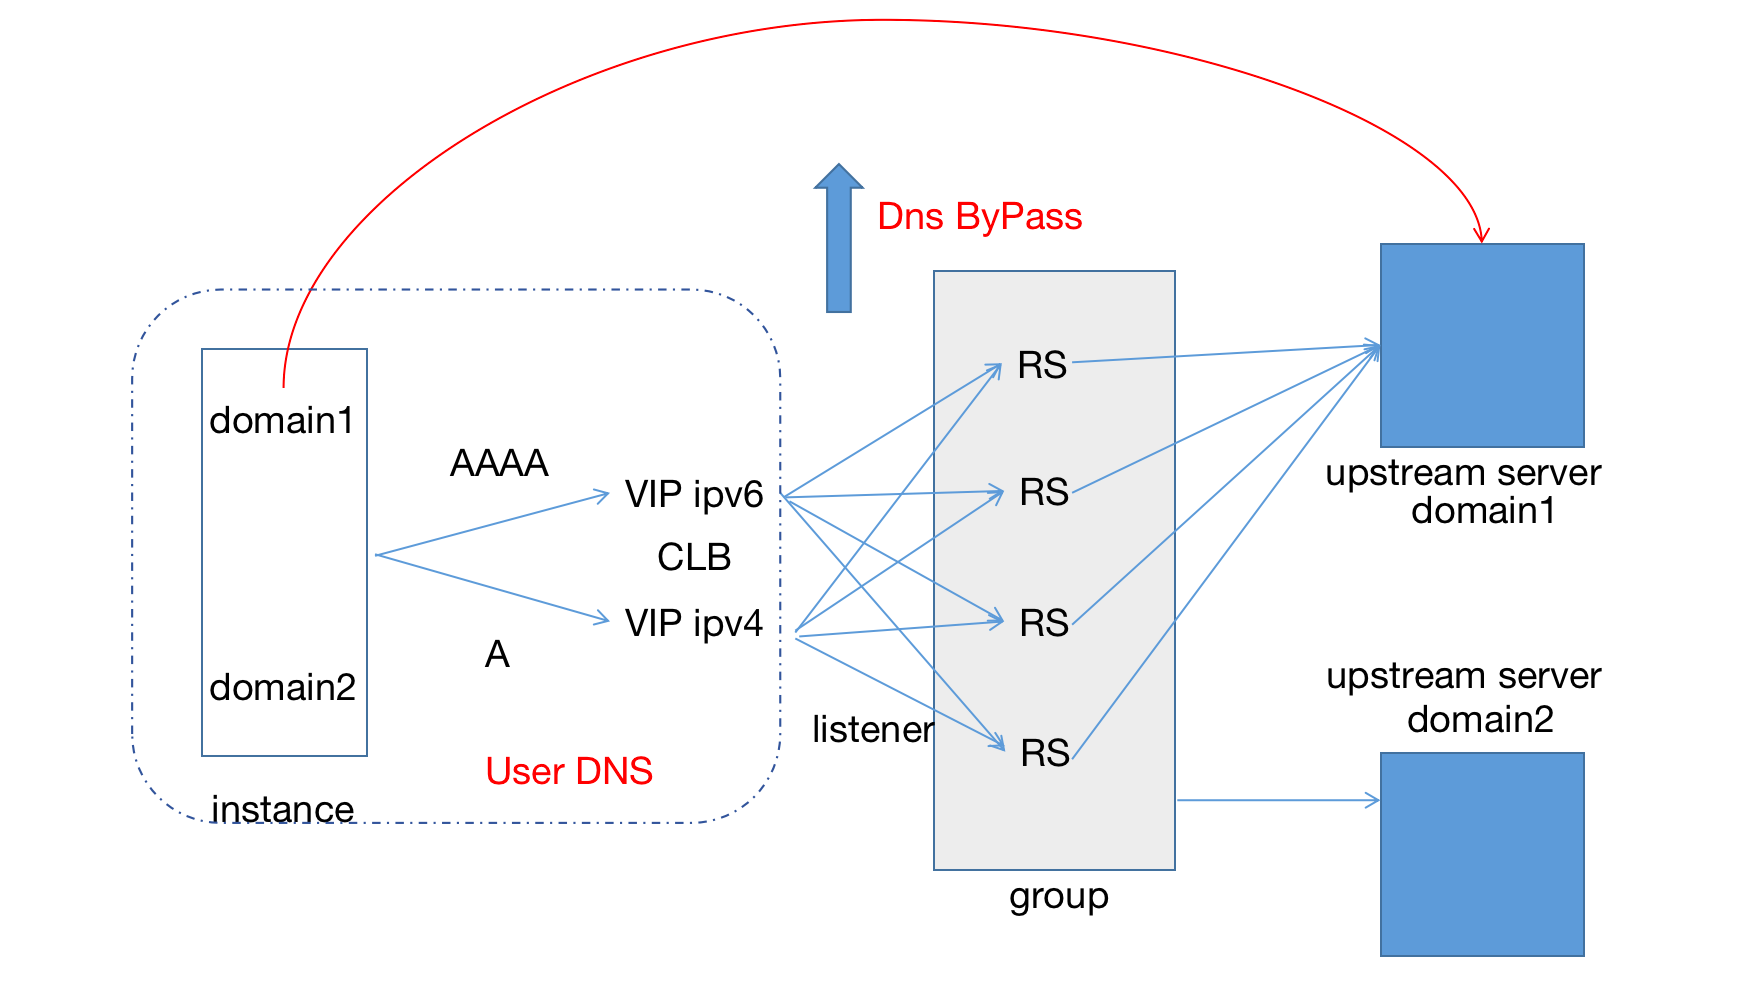 Dns ByPass
domain1
AAAA
VIP ipv6
CLB
VIP ipv4
A
domain2
User DNS
instance
listener
RS
RS
RS
RS
group
upstream server
domain1
upstream server
domain2